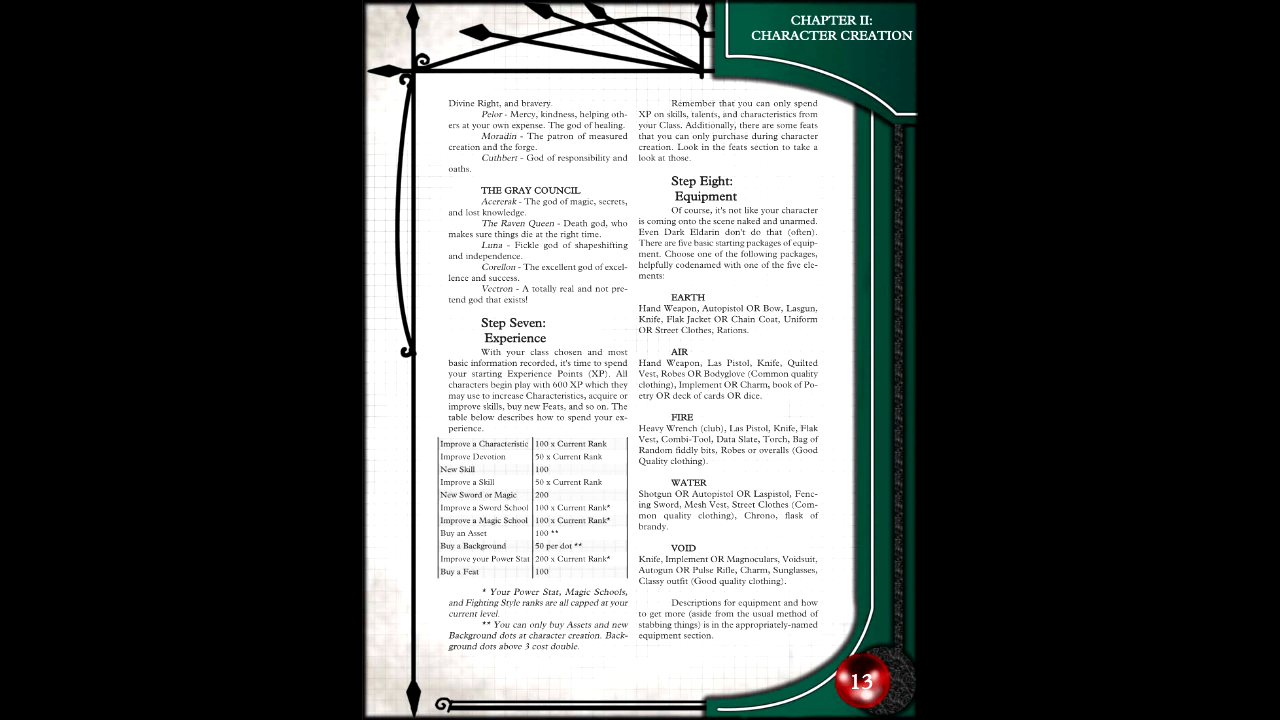 CHAPTER II:
CHARACTER CREATION
Divine Right, and bravery.
Pelor - Mercy, kindness, helping oth-
ers at your own expense. The god of healing.
Moradin - The patron of measured
creation and the forge.
Cuthbert - God of responsibility and
oaths.
THE GRAY COUNCIL
Acererak - The god of magic, secrets,
and lost knowledge.
The Raven Queen - Death god, who
makes sure things die at the right time.
Luna - Fickle god of shapeshifting
and independence.
Corellon - The excellent god of excel-
lence and success.
Vectron - A totally real and not pre-
tend god that exists!
Step Seven:
Experience
With your class chosen and most
basic information recorded, it's time to spend
your starting Experience Points (XP). All
characters begin play with 600 XP which they
may use to increase Characteristics, acquire or
improve skills, buy new Feats, and so on. The
table below describes how to spend your ex-
perience.
Improve a Characteristic 100 x Current Rank
Improve Devotion 50 x Current Rank
New Skill 100
Improve a Skill 50 x Current Rank
New Sword or Magic 200
Improve a Sword School 100 x Current Rank*
Improve a Magic School 100 x Current Rank*
Buy an Asset 100 **
Buy a Background 50 per dot **
Improve your Power Stat 200 x Current Rank*
Buy a Feat 100
* Your Power Stat, Magic Schools,
and Fighting Style ranks are all capped at your
current level.
** You can only buy Assets and new
Background dots at character creation. Back-
ground dots above 3 cost double.
Remember that you can only spend
XP on skills, talents, and characteristics from
your Class. Additionally, there are some feats
that you can only purchase during character
creation. Look in the feats section to take a
look at those.
Step Eight:
Equipment
Of course, it's not like your character
is coming onto the scene naked and unarmed.
Even Dark Eldarin don't do that (often).
There are five basic starting packages of equip-
ment. Choose one of the following packages,
helpfully codenamed with one of the five ele-
ments:
EARTH
Hand Weapon, Autopistol OR Bow, Lasgun,
Knife, Flak Jacket OR Chain Coat, Uniform
OR Street Clothes, Rations.
AIR
Hand Weapon, Las Pistol, Knife, Quilted
Vest, Robes OR Bodyglove (Common quality
clothing), Implement OR Charm, book of Po-
etry OR deck of cards OR dice.
FIRE
Heavy Wrench (club), Las Pistol, Knife, Flak
Vest, Combi-Tool, Data Slate, Torch, Bag of
Random fiddly bits, Robes or overalls (Good
Quality clothing).
WATER
Shotgun OR Autopistol OR Laspistol, Fenc-
ing Sword, Mesh Vest, Street Clothes (Com-
mon quality clothing), Chrono, flask of
brandy.
VOID
Knife, Implement OR Magnoculars, Voidsuit,
Autogun OR Pulse Rifle, Charm, Sunglasses,
Classy outfit (Good quality clothing).
Descriptions for equipment and how
to get more (aside from the usual method of
stabbing things) is in the appropriately-named
equipment section.
13